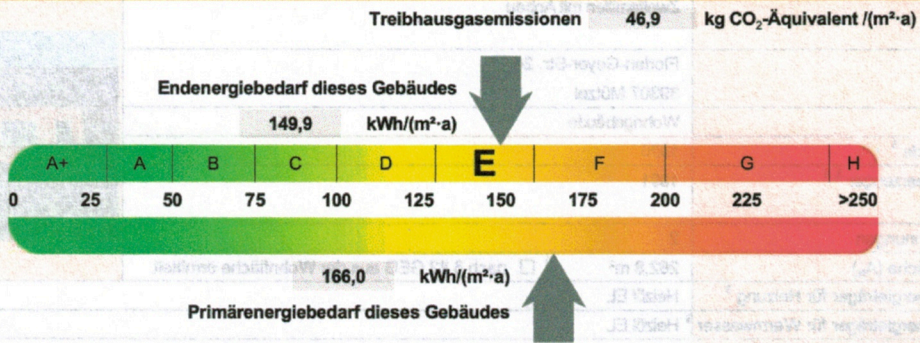 Treibhausgasemissionen 46,9 kg CO₂-Äquivalent /(m²·a)
Endenergiebedarf dieses Gebäudes
149,9 kWh/(m²·a)
A+ A B C D E F G H
0 25 50 75 100 125 150 175 200 225 >250
166,0 kWh/(m²·a)
Primärenergiebedarf dieses Gebäudes